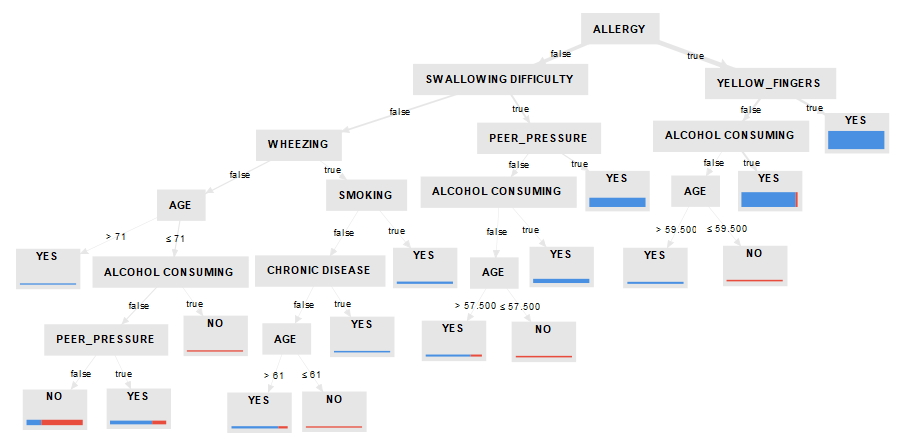 ALLERGY
false
true
SWALLOWING DIFFICULTY
YELLOW_FINGERS
false
true
false
true
WHEEZING
PEER_PRESSURE
ALCOHOL CONSUMING
YES
false
true
false
true
false
true
AGE
SMOKING
ALCOHOL CONSUMING
YES
AGE
YES
> 71
≤ 71
false
true
false
true
> 59.500
≤ 59.500
YES
ALCOHOL CONSUMING
CHRONIC DISEASE
YES
AGE
YES
YES
NO
false
true
false
true
> 57.500
≤ 57.500
PEER_PRESSURE
NO
AGE
YES
YES
NO
false
true
> 61
≤ 61
NO
YES
YES
NO